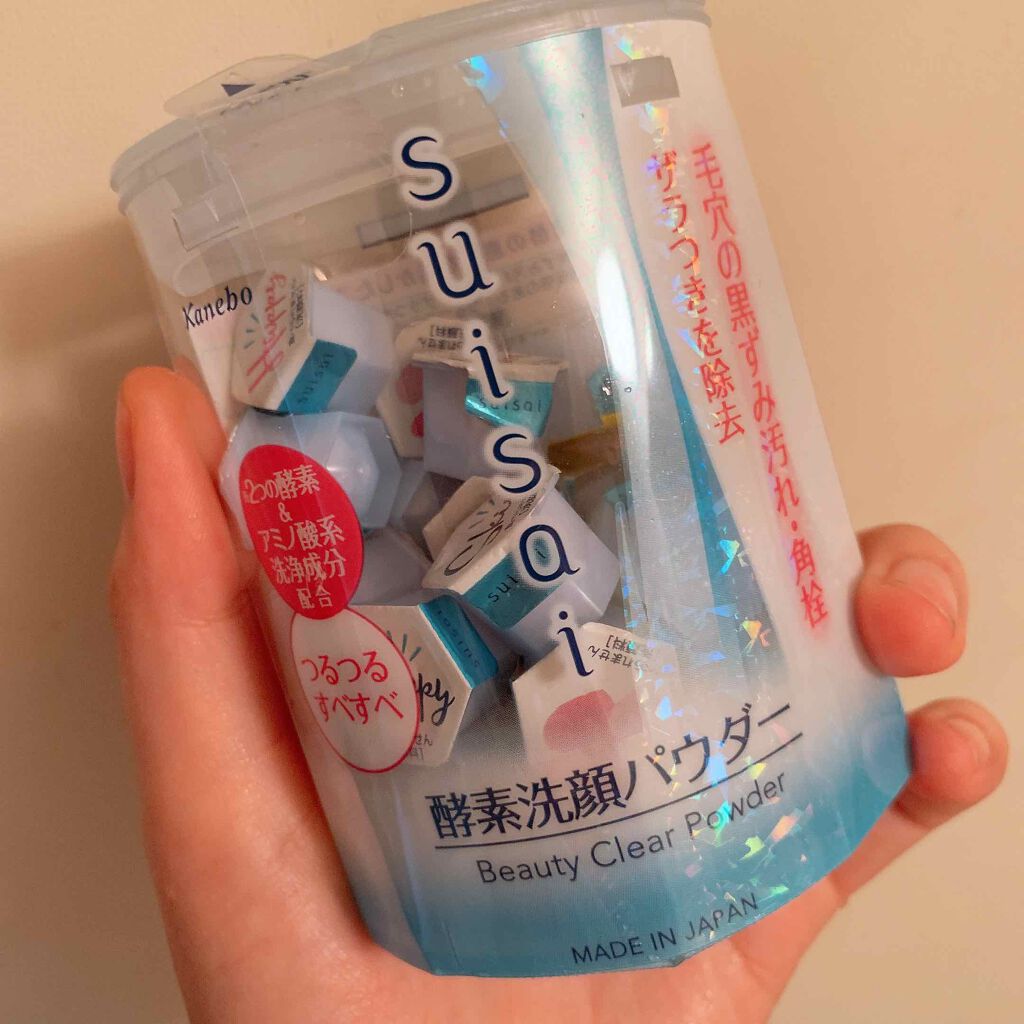 suisai
Kanebo
毛穴の黒ずみ汚れ・角栓
ザラつきを除去
suisai
suisai
2つの酵素
&
アミノ酸系
洗浄成分
配合
つるつる
すべすべ
suisai
酵素洗顔パウダー
Beauty Clear Powder
MADE IN JAPAN